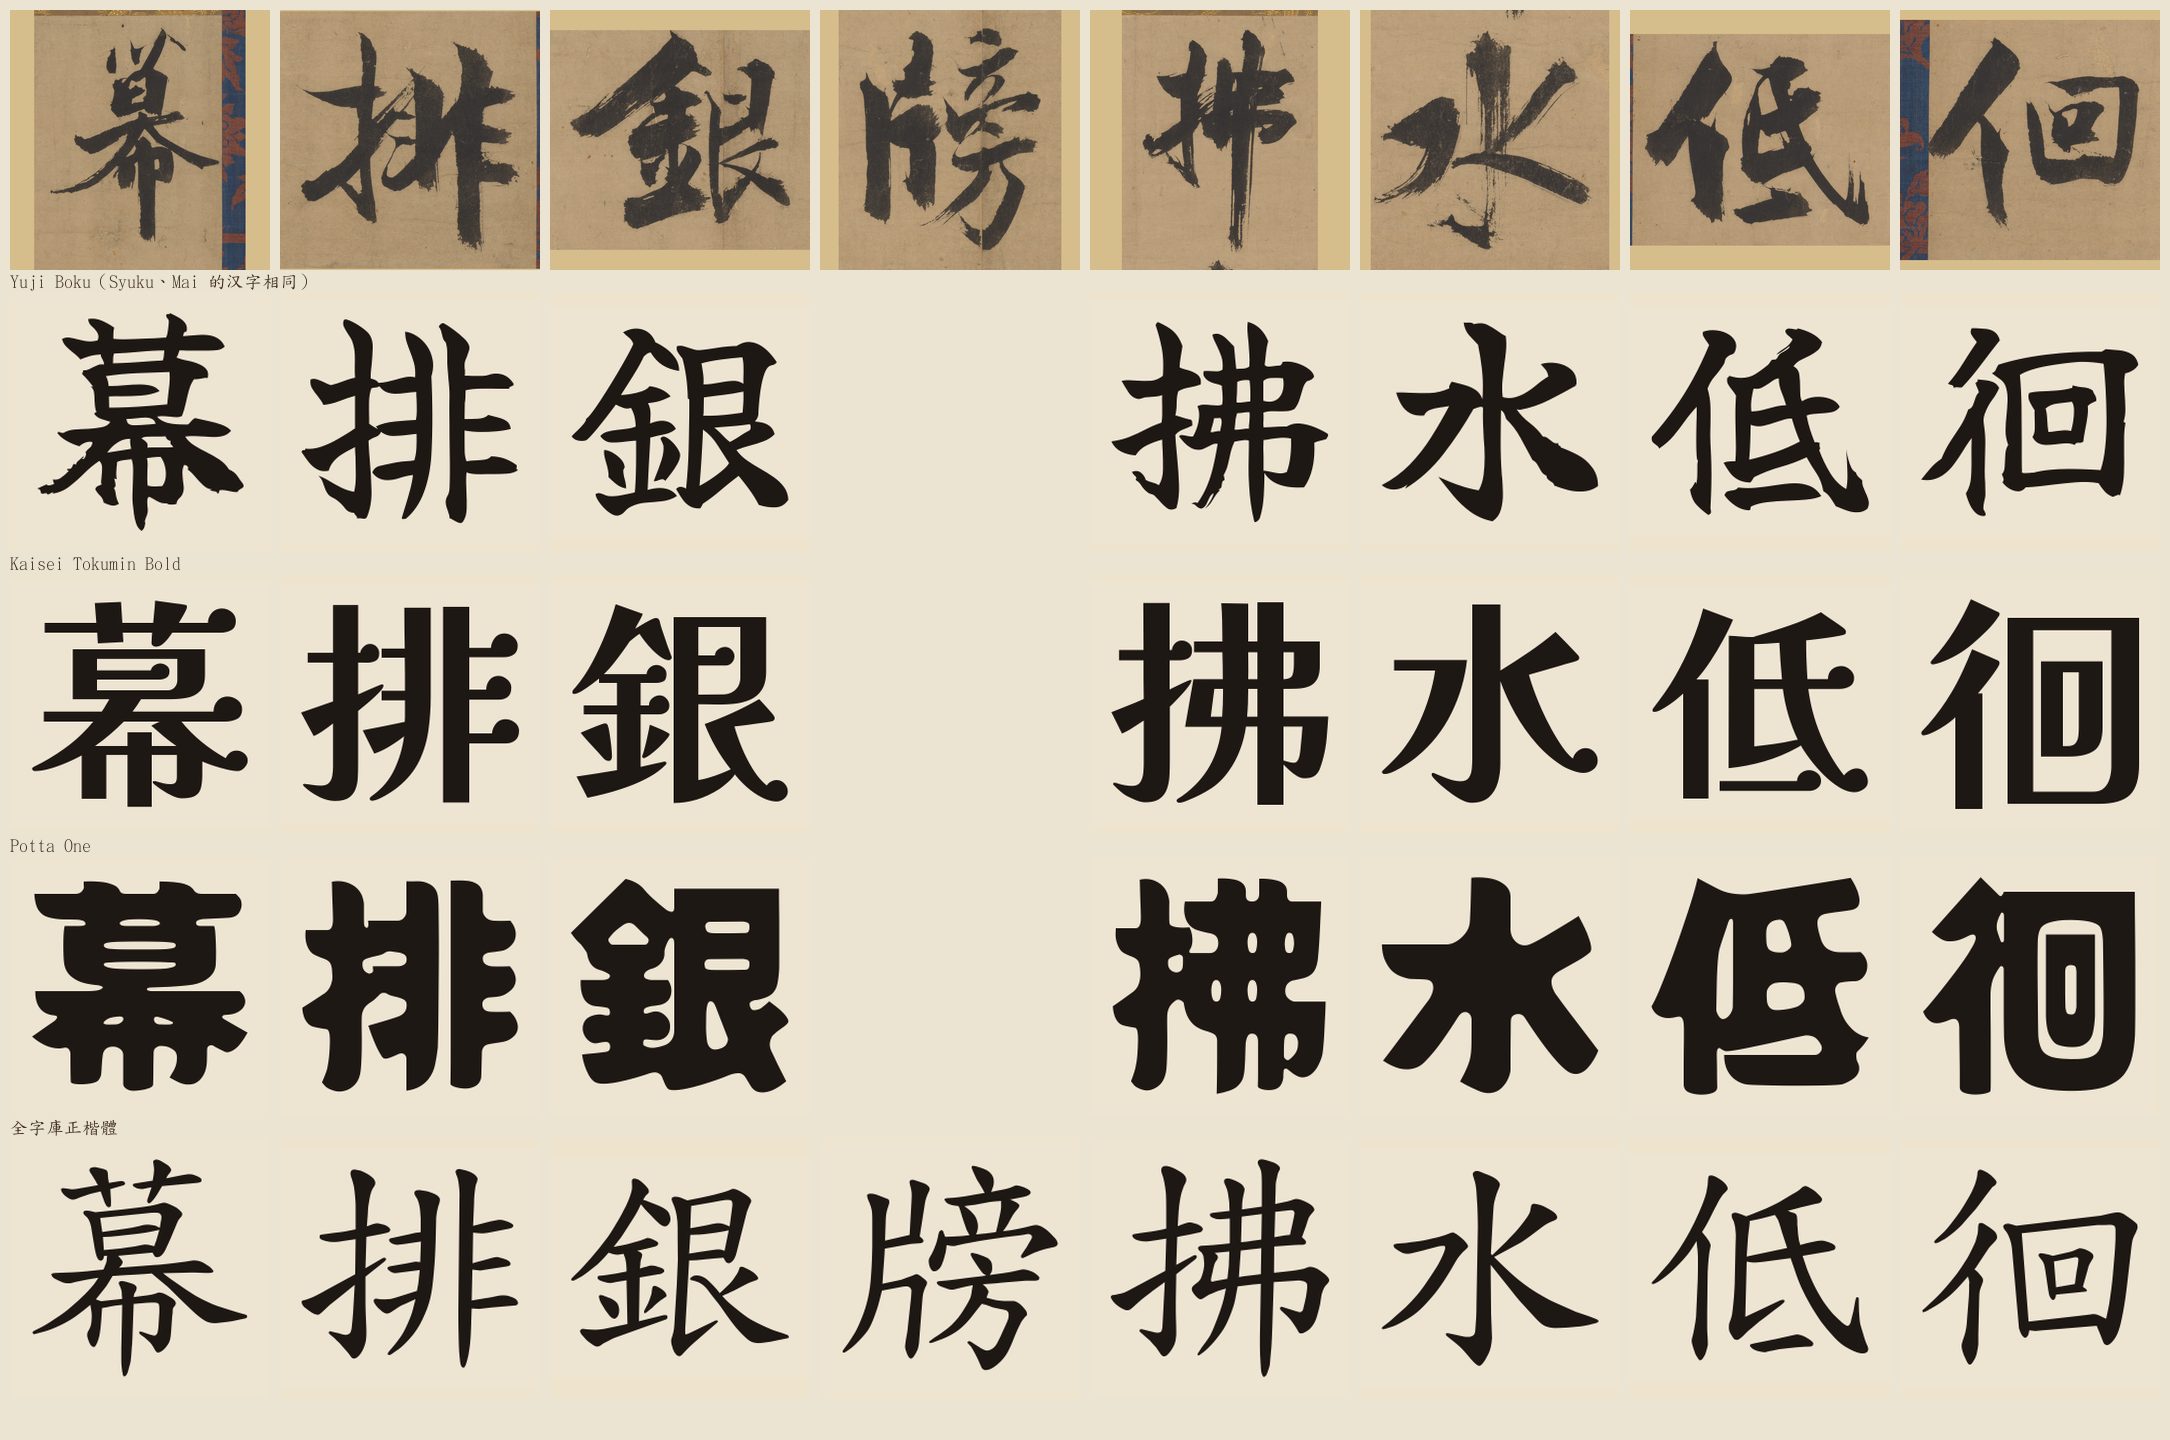 幕排銀牓拂水低徊
Yuji Boku（Syuku、Mai 的汉字相同）
幕排銀拂水低徊
Kaisei Tokumin Bold
幕排銀拂水低徊
Potta One
幕排銀拂水低徊
全字庫正楷體
幕排銀牓拂水低徊